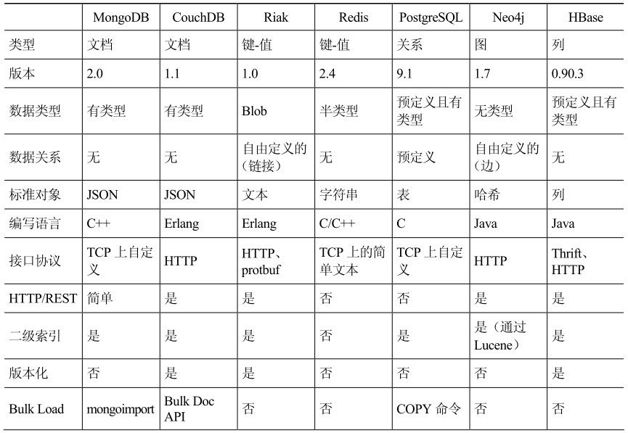 MongoDB CouchDB Riak Redis PostgreSQL Neo4j HBase
类型 文档 文档 键-值 键-值 关系 图 列
版本 2.0 1.1 1.0 2.4 9.1 1.7 0.90.3
数据类型 有类型 有类型 Blob 半类型 预定义且有类型 无类型 预定义且有类型
数据关系 无 无 自由定义的（链接） 无 预定义 自由定义的（边） 无
标准对象 JSON JSON 文本 字符串 表 哈希 列
编写语言 C++ Erlang Erlang C/C++ C Java Java
接口协议 TCP 上自定义 HTTP HTTP、protbuf TCP 上的简单文本 TCP 上自定义 HTTP Thrift、HTTP
HTTP/REST 简单 是 是 否 否 是 是
二级索引 是 是 是 否 是 是（通过 Lucene） 是
版本化 否 是 是 否 否 否 是
Bulk Load mongoimport Bulk Doc API 否 否 COPY 命令 否 否